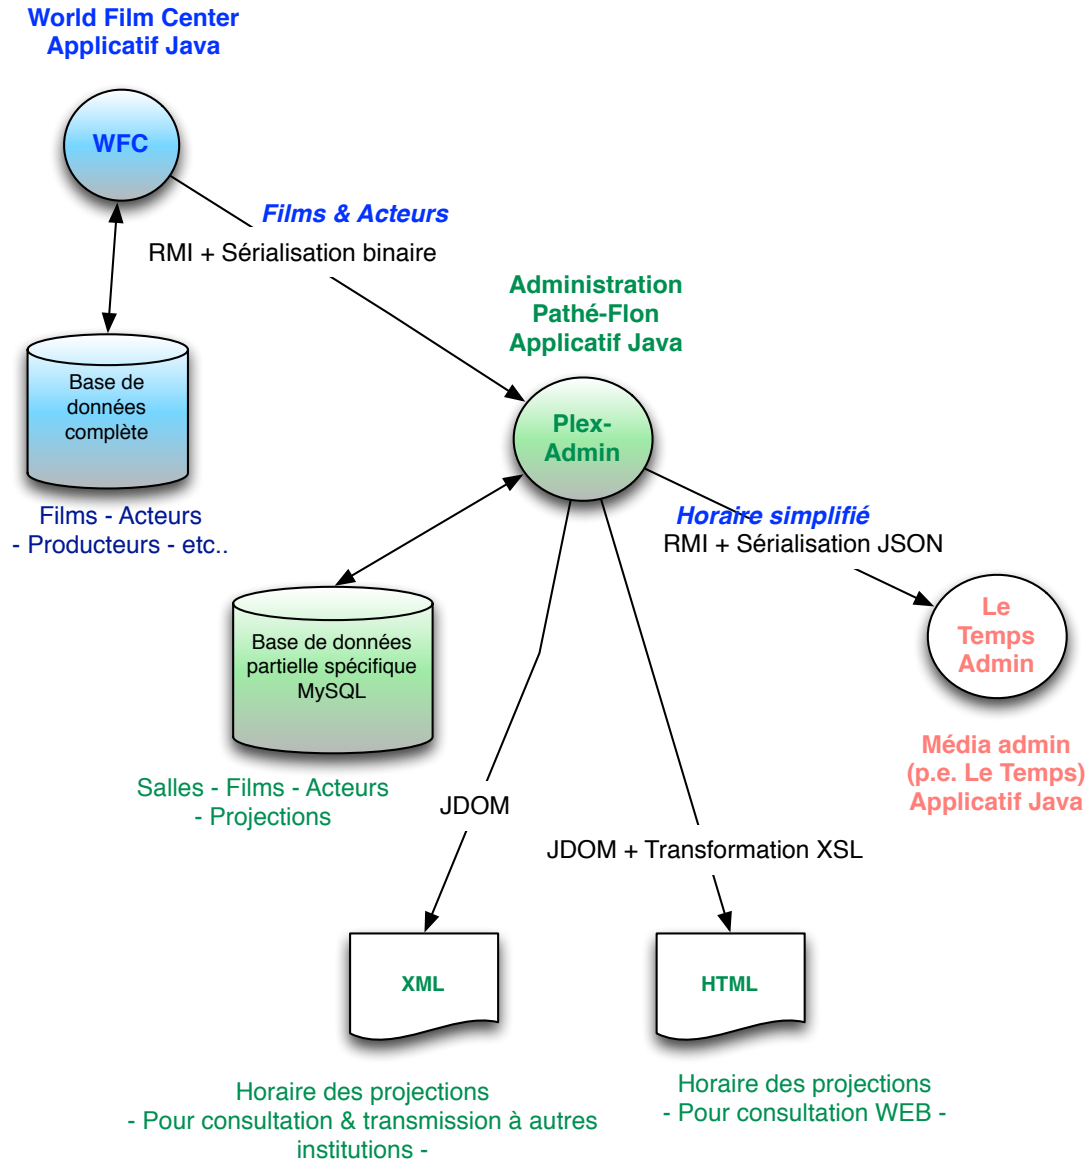 World Film Center
Applicatif Java
WFC
Films & Acteurs
RMI + Sérialisation binaire
Administration
Pathé-Flon
Applicatif Java
Base de
données
complète
Plex-
Admin
Films - Acteurs
- Producteurs - etc..
Horaire simplifié
RMI + Sérialisation JSON
Le
Temps
Admin
Base de données
partielle spécifique
MySQL
Média admin
(p.e. Le Temps)
Applicatif Java
Salles - Films - Acteurs
- Projections
JDOM
JDOM + Transformation XSL
XML
HTML
Horaire des projections
- Pour consultation & transmission à autres
institutions -
Horaire des projections
- Pour consultation WEB -